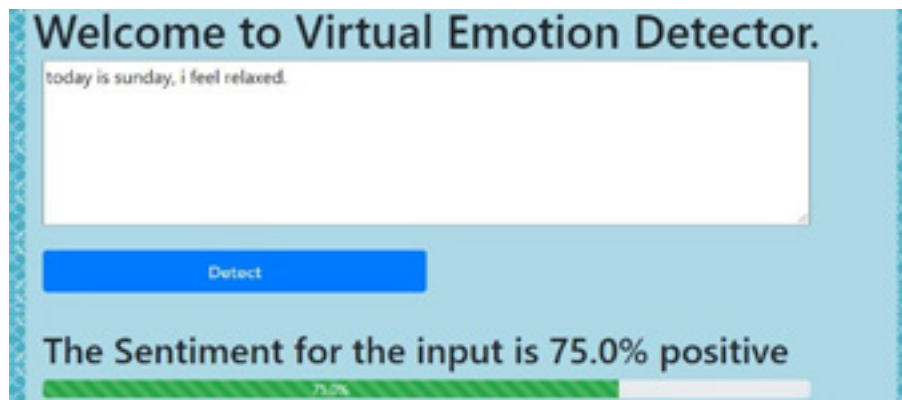 Welcome to Virtual Emotion Detector.
today is sunday, i feel relaxed.
Detect
The Sentiment for the input is 75.0% positive
75.0%